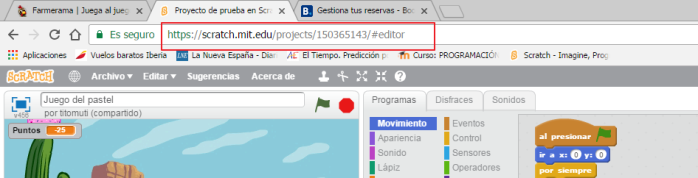 Farmerama | Juega al jueg
Proyecto de prueba en Scra
Gestiona tus reservas - Boo
Es seguro https://scratch.mit.edu/projects/150365143/#editor
Aplicaciones Vuelos baratos Iberia La Nueva España - Diari El Tiempo. Predicción po Curso: PROGRAMACIÓN Scratch - Imagine, Prog
SCRATCH Archivo Editar Sugerencias Acerca de
Juego del pastel
por titomuti (compartido)
Programas Disfraces Sonidos
Puntos -25
Movimiento Eventos
Apariencia Control
Sonido Sensores
Lápiz Operadores
al presionar
ir a x: 0 y: 0
por siempre